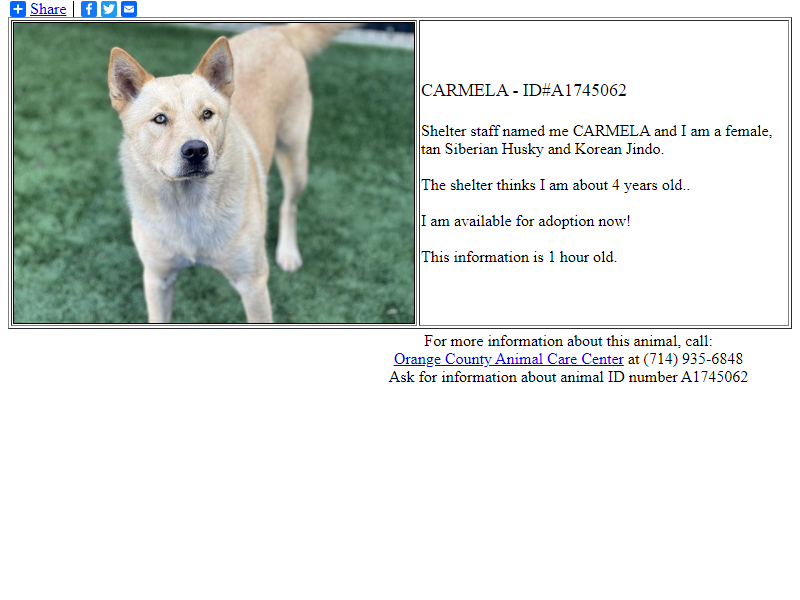 Share
CARMELA - ID#A1745062
Shelter staff named me CARMELA and I am a female,
tan Siberian Husky and Korean Jindo.
The shelter thinks I am about 4 years old..
I am available for adoption now!
This information is 1 hour old.
For more information about this animal, call:
Orange County Animal Care Center at (714) 935-6848
Ask for information about animal ID number A1745062